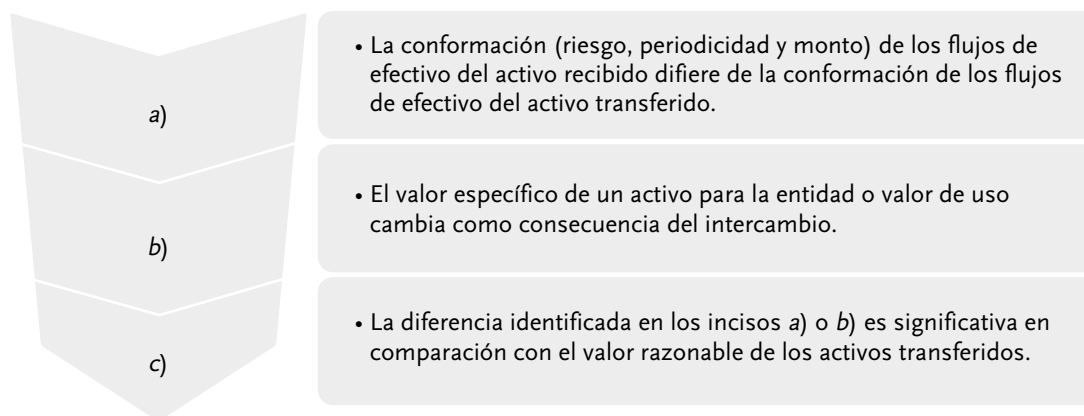 a)
• La conformación (riesgo, periodicidad y monto) de los flujos de
efectivo del activo recibido difiere de la conformación de los flujos
de efectivo del activo transferido.
b)
• El valor específico de un activo para la entidad o valor de uso
cambia como consecuencia del intercambio.
c)
• La diferencia identificada en los incisos a) o b) es significativa en
comparación con el valor razonable de los activos transferidos.